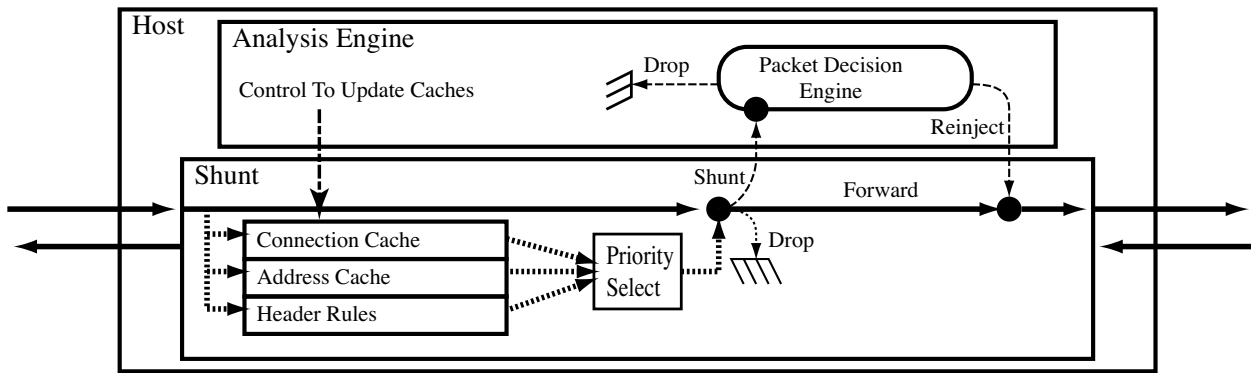 Host
Analysis Engine
Control To Update Caches
Drop
Packet Decision
Engine
Reinject
Shunt
Shunt
Forward
Drop
Connection Cache
Address Cache
Header Rules
Priority
Select